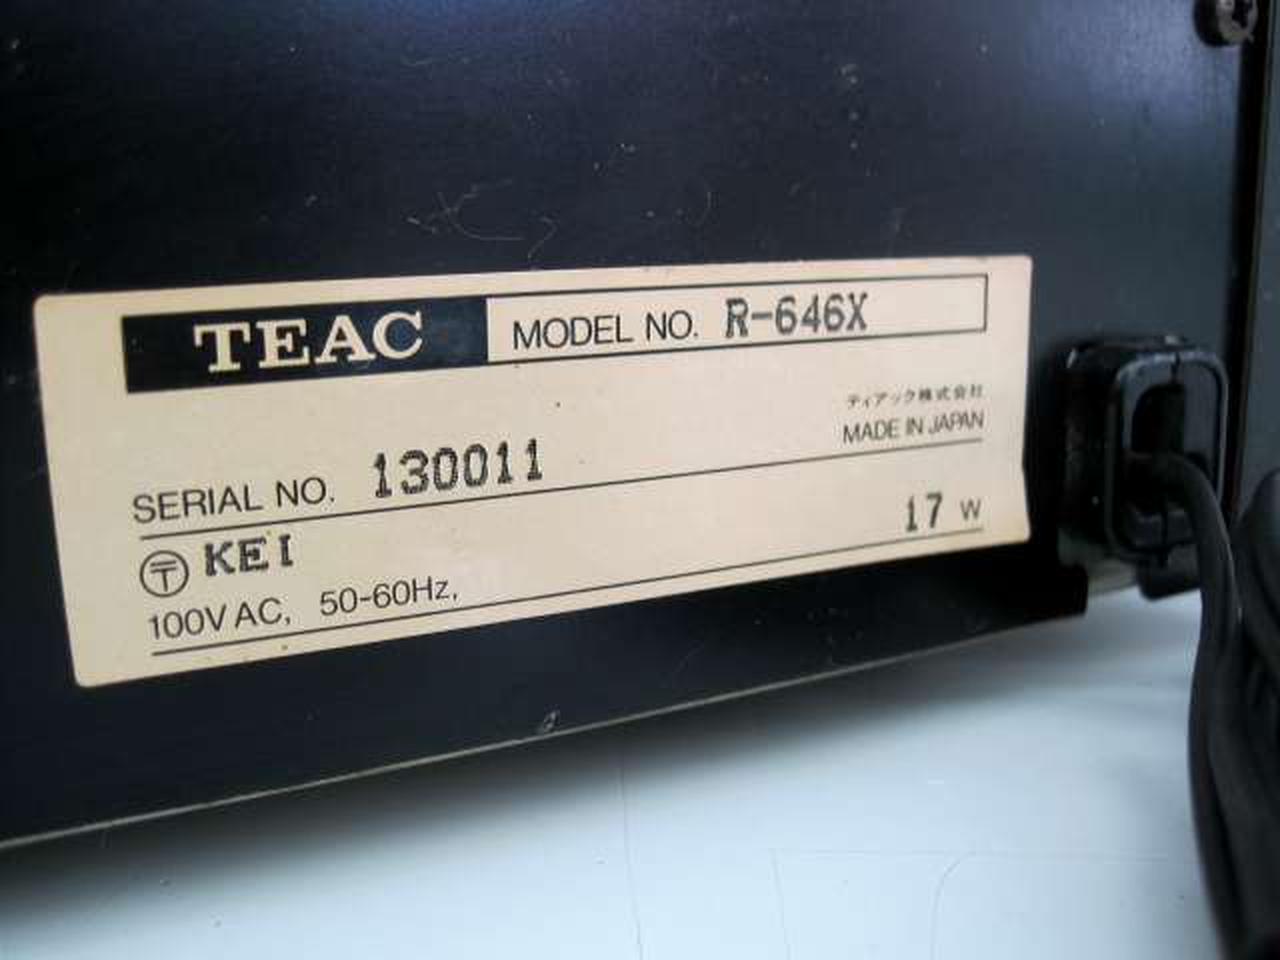 TEAC MODEL NO. R-646X
ティアック株式会社
MADE IN JAPAN
SERIAL NO. 130011
〶 KEI
17 W
100V AC, 50-60Hz,